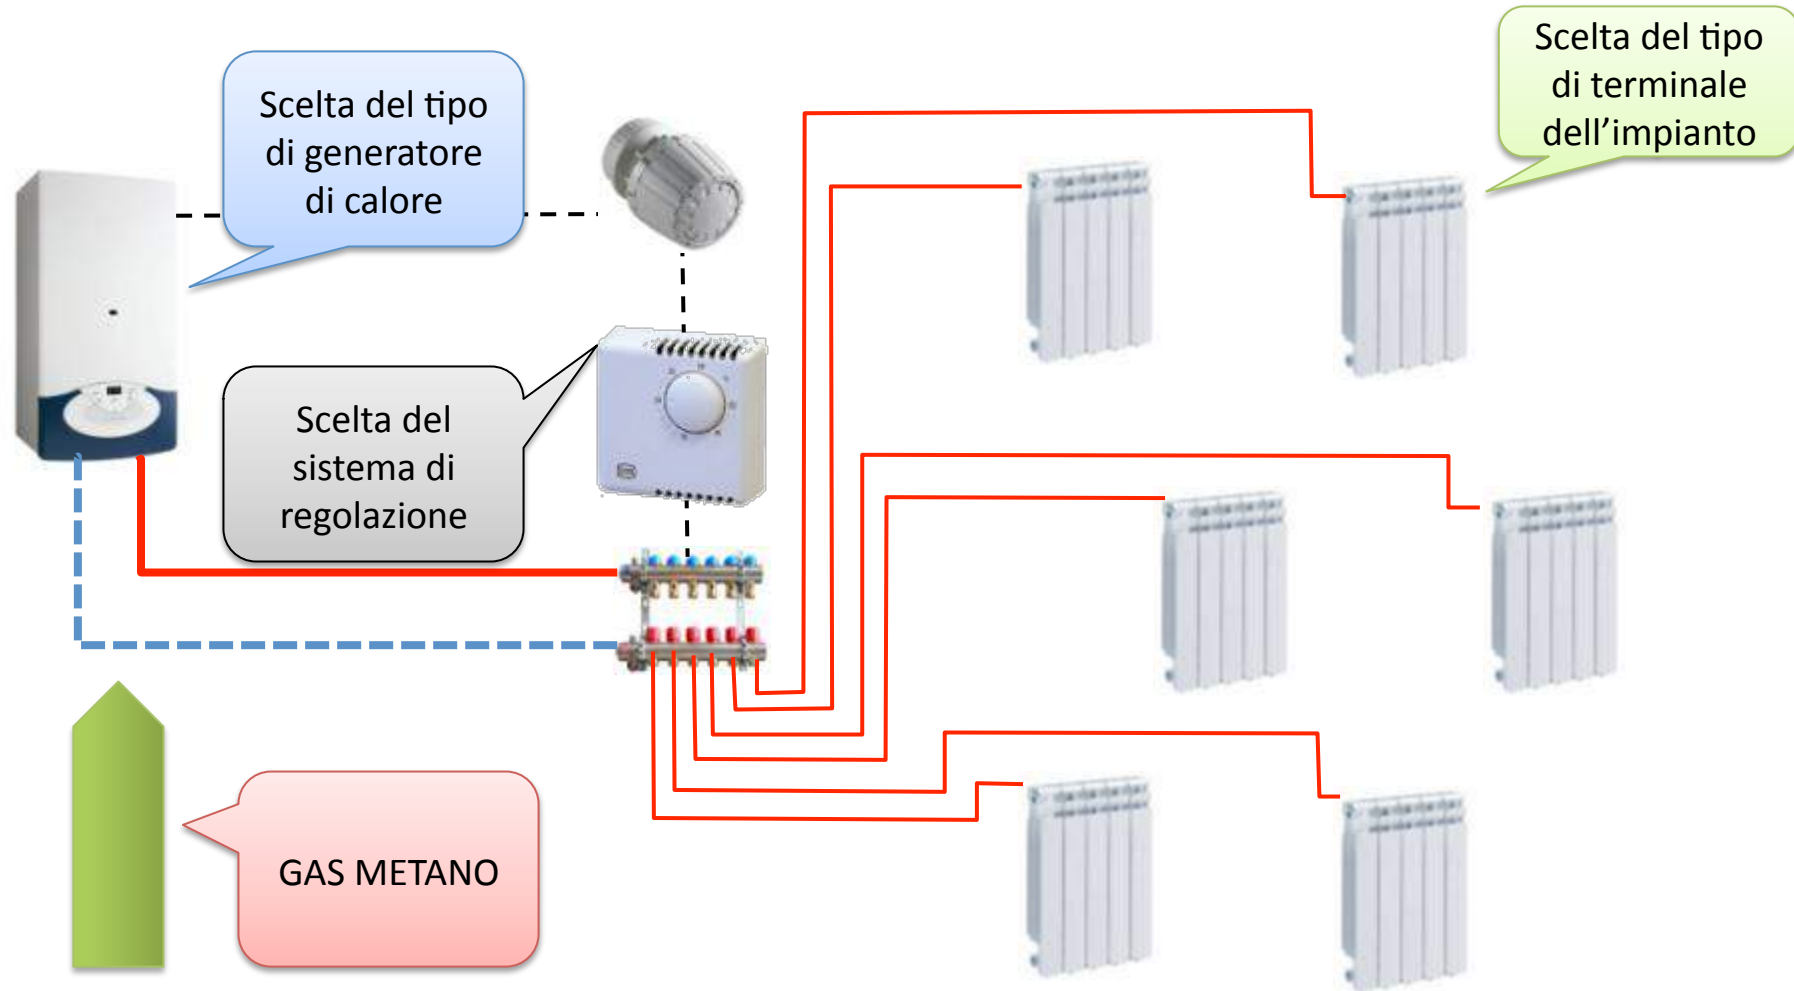 Scelta del tipo
di generatore
di calore
Scelta del tipo
di terminale
dell’impianto
Scelta del
sistema di
regolazione
GAS METANO